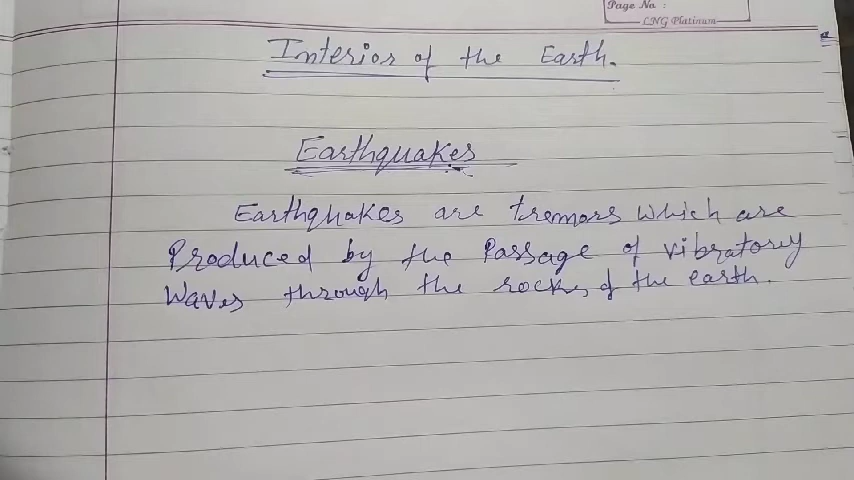 Page No :
LNG Platinum
Interior of the Earth.
Earthquakes
Earthquakes are tremors which are
Produced by the Passage of vibratory
Waves through the rocks of the earth.